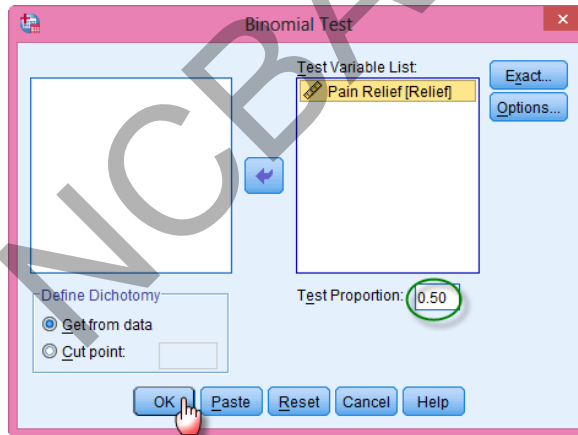 Binomial Test
Test Variable List:
Pain Relief [Relief]
Exact...
Options...
Define Dichotomy
Get from data
Cut point:
Test Proportion: 0.50
OK Paste Reset Cancel Help
NCBA